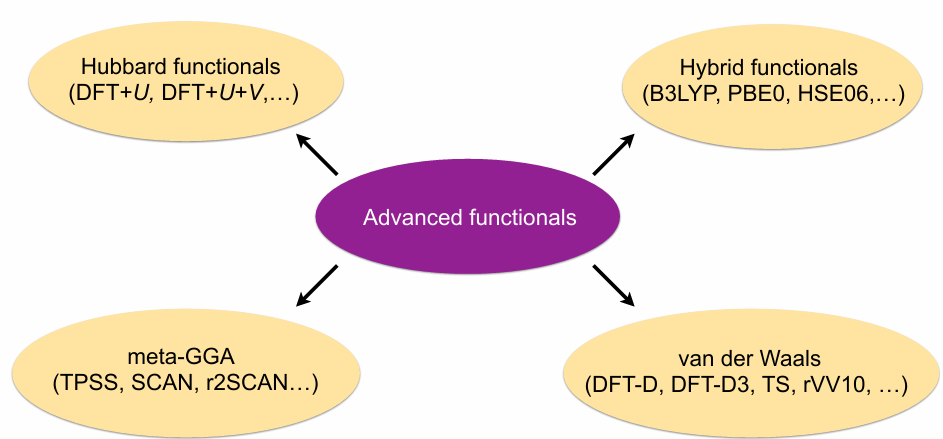 Hubbard functionals
(DFT+U, DFT+U+V,…)
Hybrid functionals
(B3LYP, PBE0, HSE06,…)
Advanced functionals
meta-GGA
(TPSS, SCAN, r2SCAN…)
van der Waals
(DFT-D, DFT-D3, TS, rVV10, …)